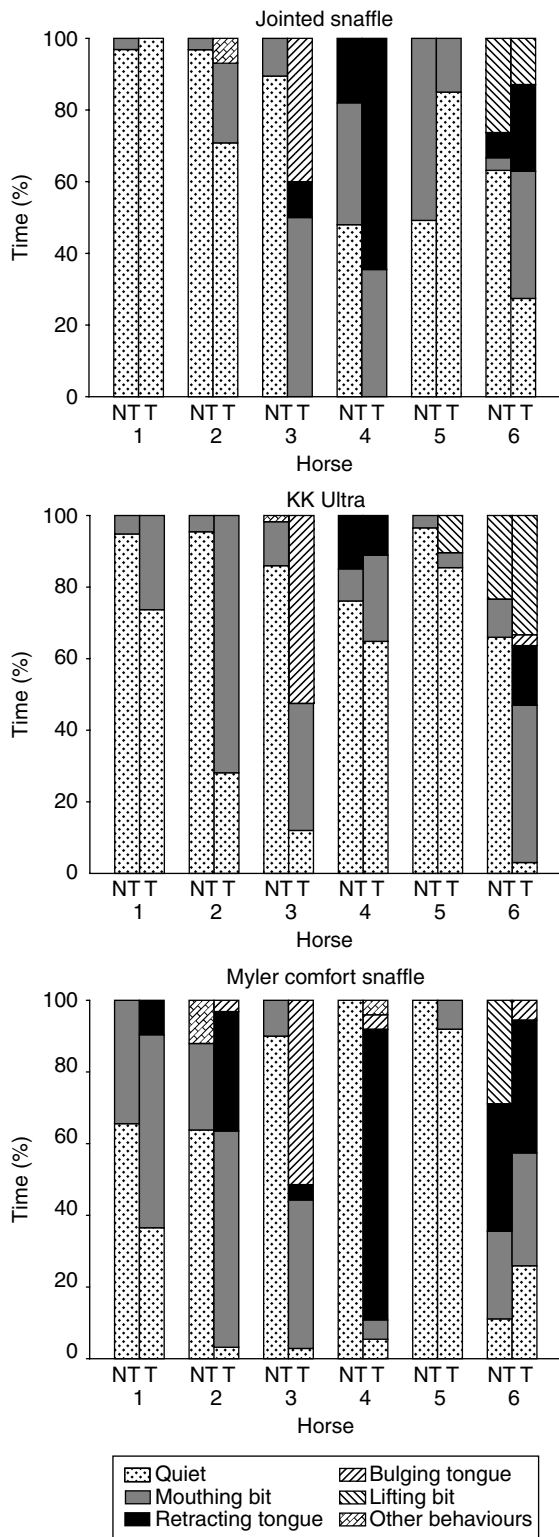 Jointed snaffle
100
80
60
40
20
0
Time (%)
NT T NT T NT T NT T NT T NT T
1 2 3 4 5 6
Horse
KK Ultra
100
80
60
40
20
0
Time (%)
NT T NT T NT T NT T NT T NT T
1 2 3 4 5 6
Horse
Myler comfort snaffle
100
80
60
40
20
0
Time (%)
NT T NT T NT T NT T NT T NT T
1 2 3 4 5 6
Horse
Quiet Bulging tongue
Mouthing bit Lifting bit
Retracting tongue Other behaviours